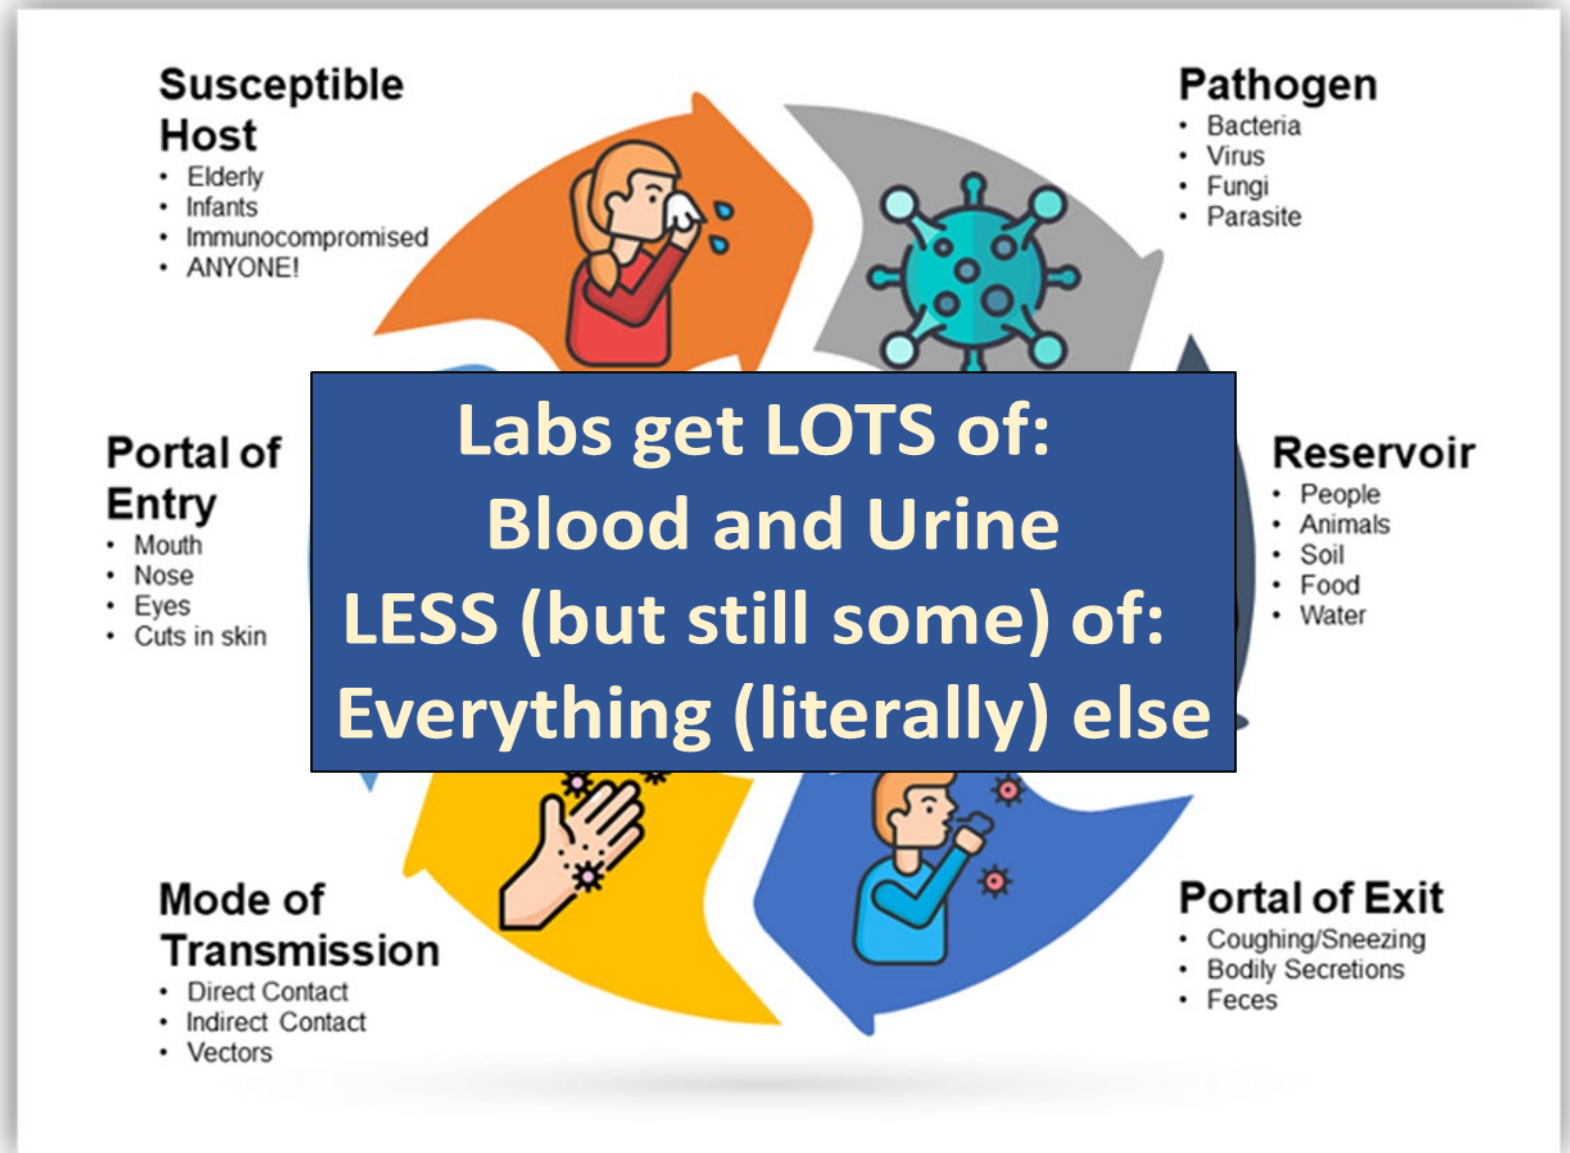 Susceptible
Host
• Elderly
• Infants
• Immunocompromised
• ANYONE!
Pathogen
• Bacteria
• Virus
• Fungi
• Parasite
Portal of
Entry
• Mouth
• Nose
• Eyes
• Cuts in skin
Labs get LOTS of:
Blood and Urine
LESS (but still some) of:
Everything (literally) else
Reservoir
• People
• Animals
• Soil
• Food
• Water
Mode of
Transmission
• Direct Contact
• Indirect Contact
• Vectors
Portal of Exit
• Coughing/Sneezing
• Bodily Secretions
• Feces